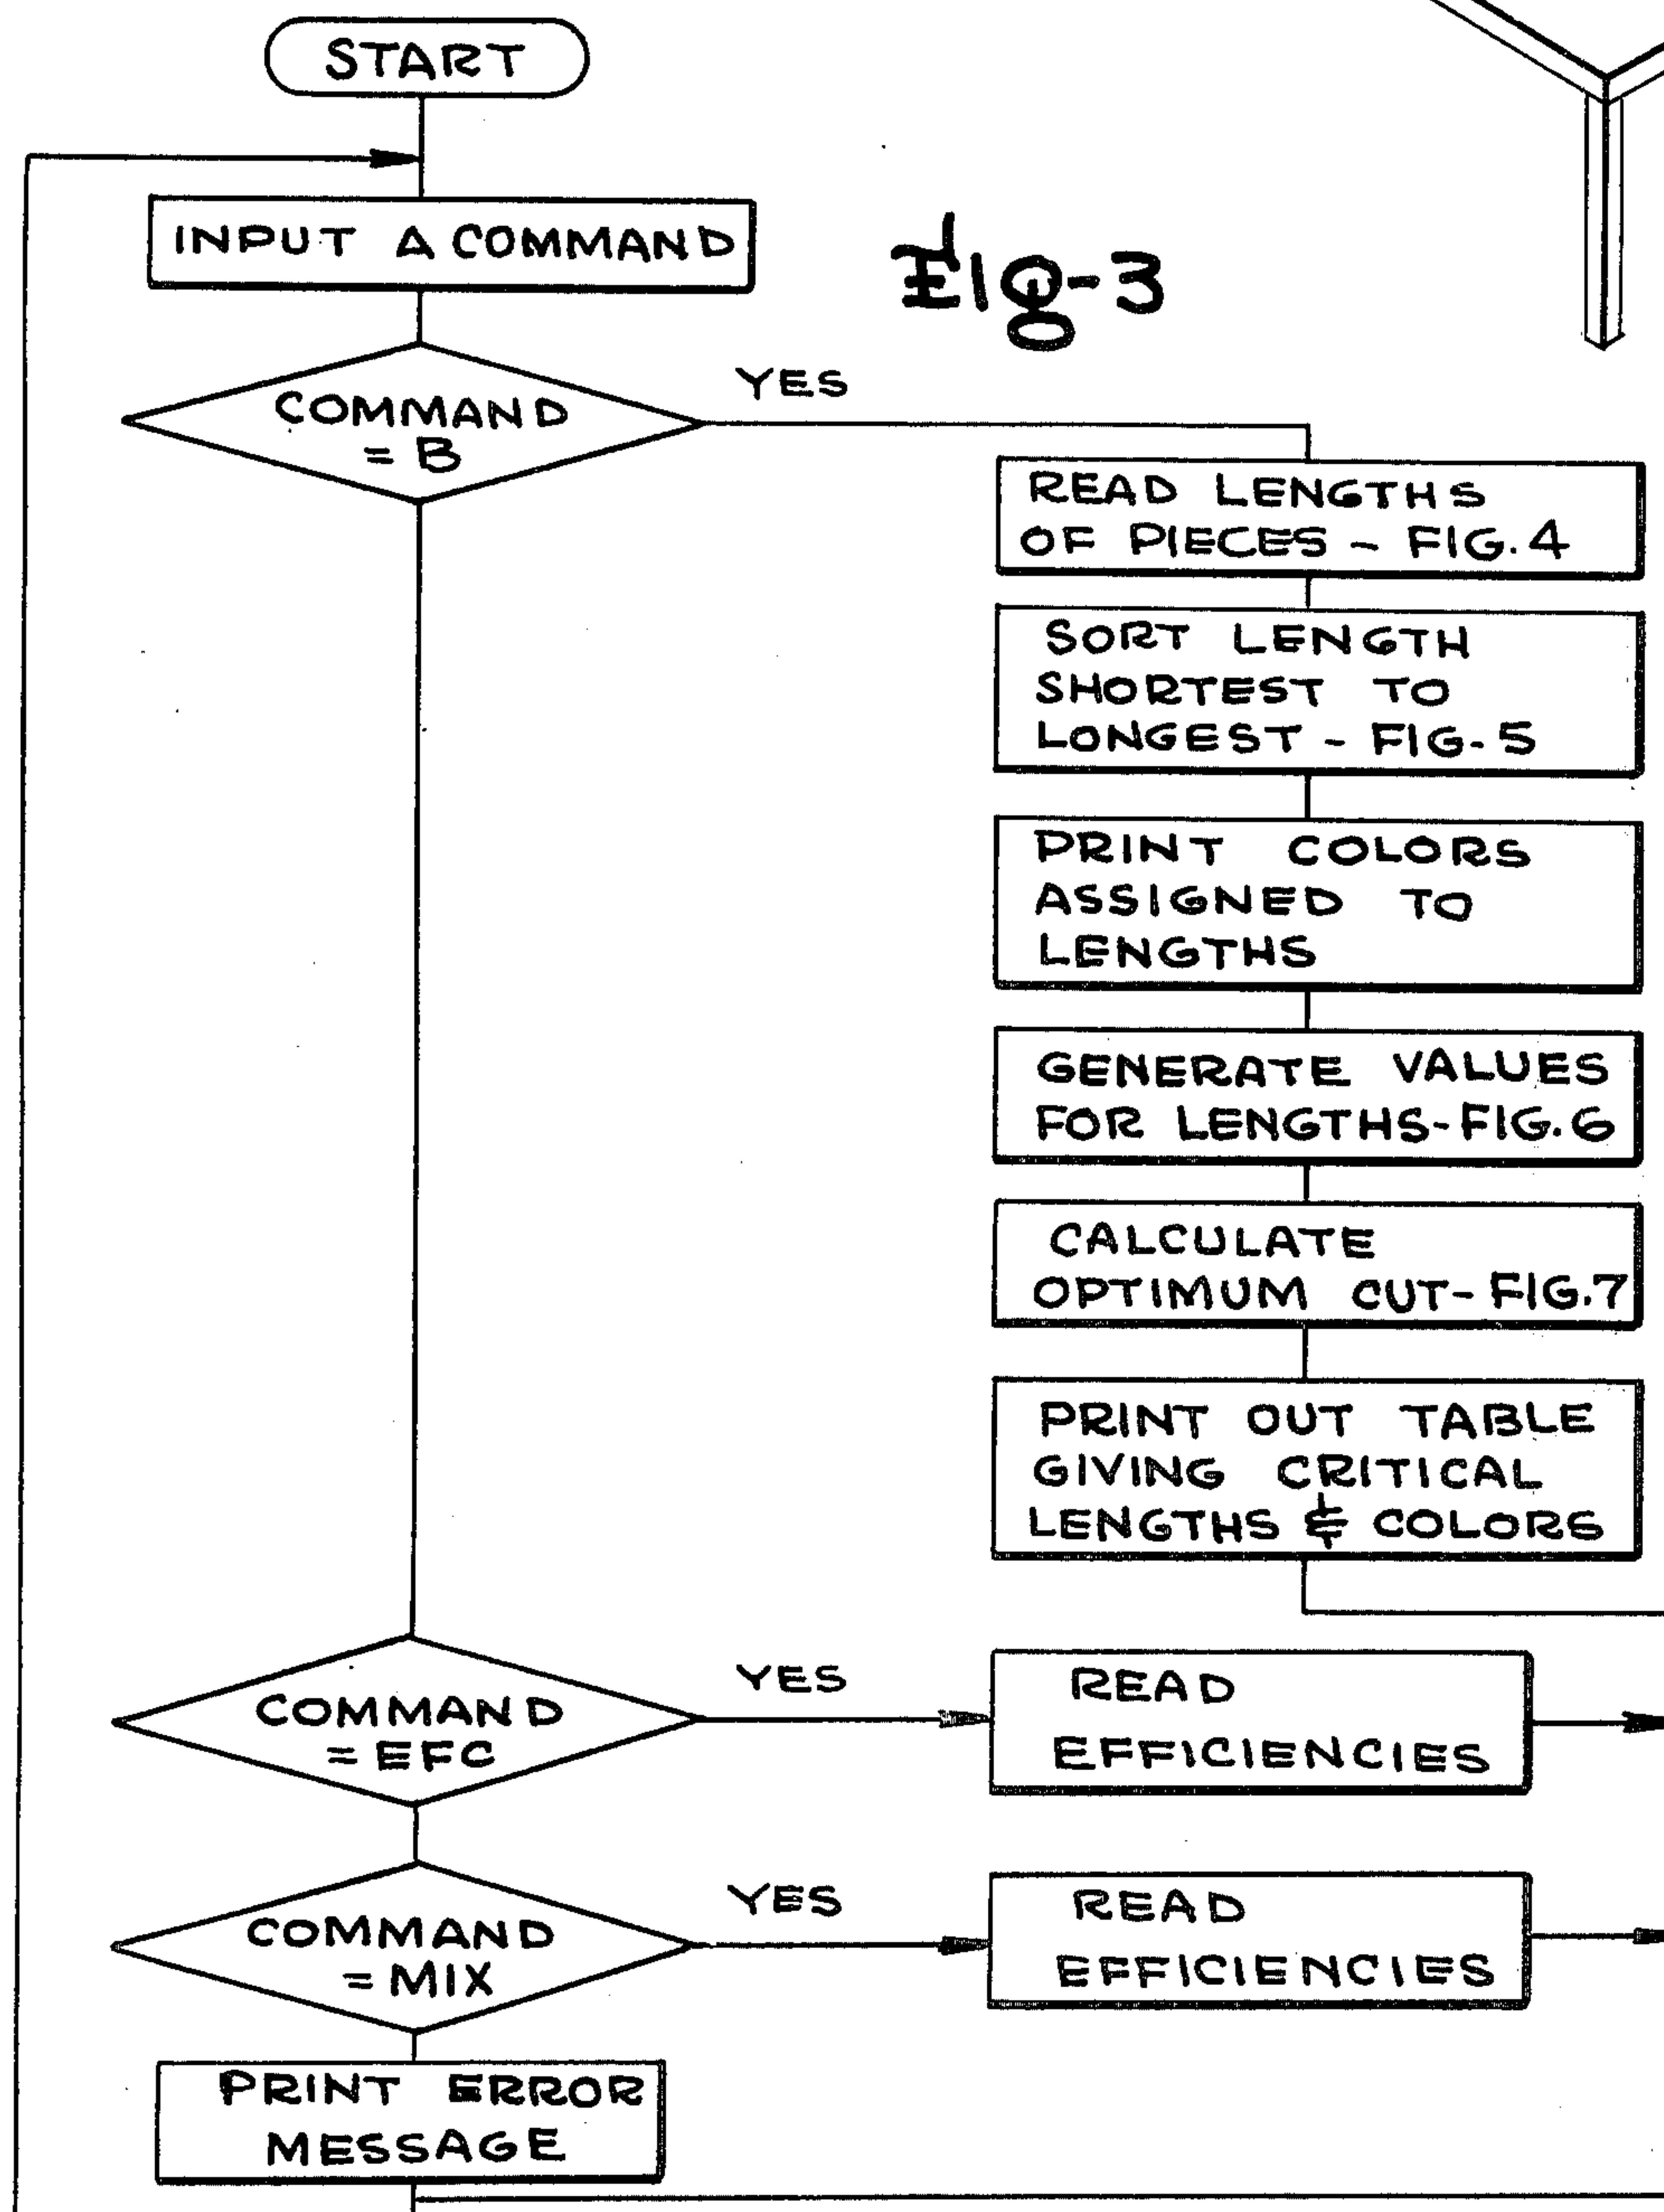 START
INPUT A COMMAND
Fig-3
COMMAND
= B
YES
READ LENGTHS
OF PIECES - FIG. 4
SORT LENGTH
SHORTEST TO
LONGEST - FIG-5
PRINT COLORS
ASSIGNED TO
LENGTHS
GENERATE VALUES
FOR LENGTHS-FIG.6
CALCULATE
OPTIMUM CUT-FIG.7
PRINT OUT TABLE
GIVING CRITICAL
LENGTHS & COLORS
COMMAND
= EFC
YES
READ
EFFICIENCIES
COMMAND
= MIX
YES
READ
EFFICIENCIES
PRINT ERROR
MESSAGE